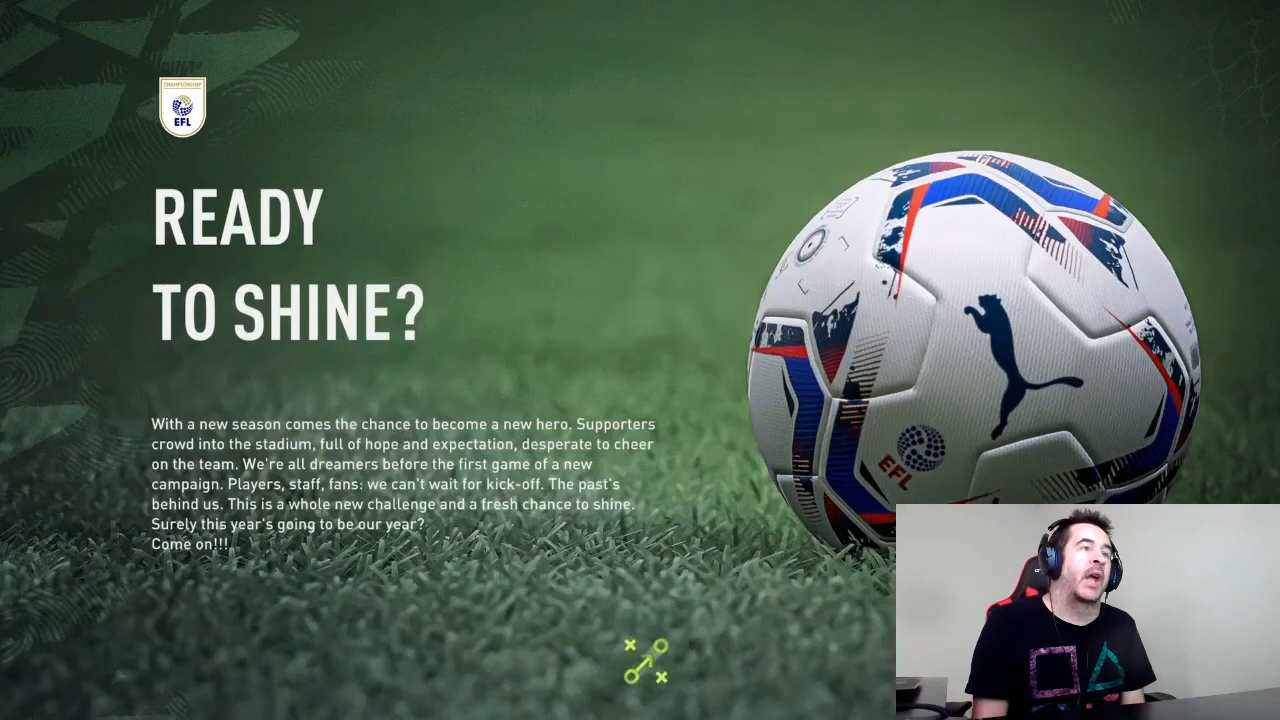 CHAMPIONSHIP
EFL
READY
TO SHINE?
With a new season comes the chance to become a new hero. Supporters
crowd into the stadium, full of hope and expectation, desperate to cheer
on the team. We're all dreamers before the first game of a new
campaign. Players, staff, fans: we can't wait for kick-off. The past's
behind us. This is a whole new challenge and a fresh chance to shine.
Surely this year's going to be our year?
Come on!!!
EFL